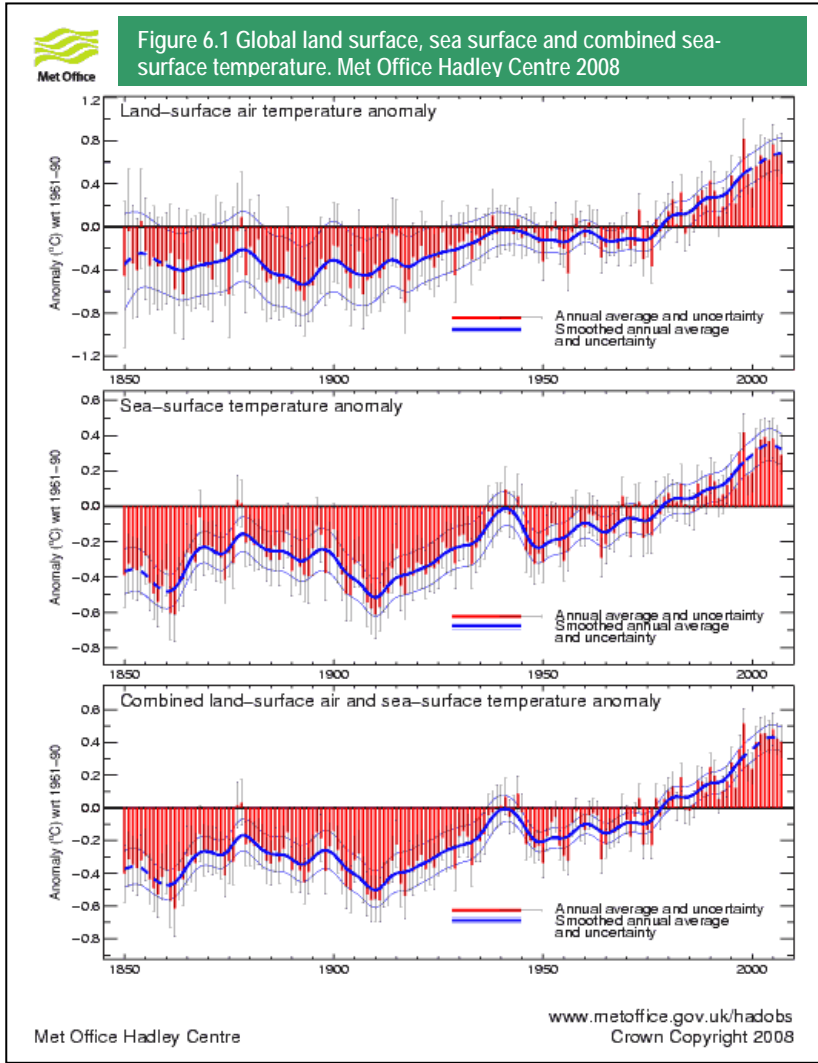 Met Office
Figure 6.1 Global land surface, sea surface and combined sea-
surface temperature. Met Office Hadley Centre 2008
Land-surface air temperature anomaly
Anomaly (°C) wrt 1961-90
1.2
0.8
0.4
0.0
-0.4
-0.8
-1.2
Annual average and uncertainty
Smoothed annual average
and uncertainty
1850 1900 1950 2000
Sea-surface temperature anomaly
Anomaly (°C) wrt 1961-90
0.6
0.4
0.2
0.0
-0.2
-0.4
-0.6
-0.8
Annual average and uncertainty
Smoothed annual average
and uncertainty
1850 1900 1950 2000
Combined land-surface air and sea-surface temperature anomaly
Anomaly (°C) wrt 1961-90
0.6
0.4
0.2
0.0
-0.2
-0.4
-0.6
-0.8
Annual average and uncertainty
Smoothed annual average
and uncertainty
1850 1900 1950 2000
www.metoffice.gov.uk/hadobs
Met Office Hadley Centre Crown Copyright 2008